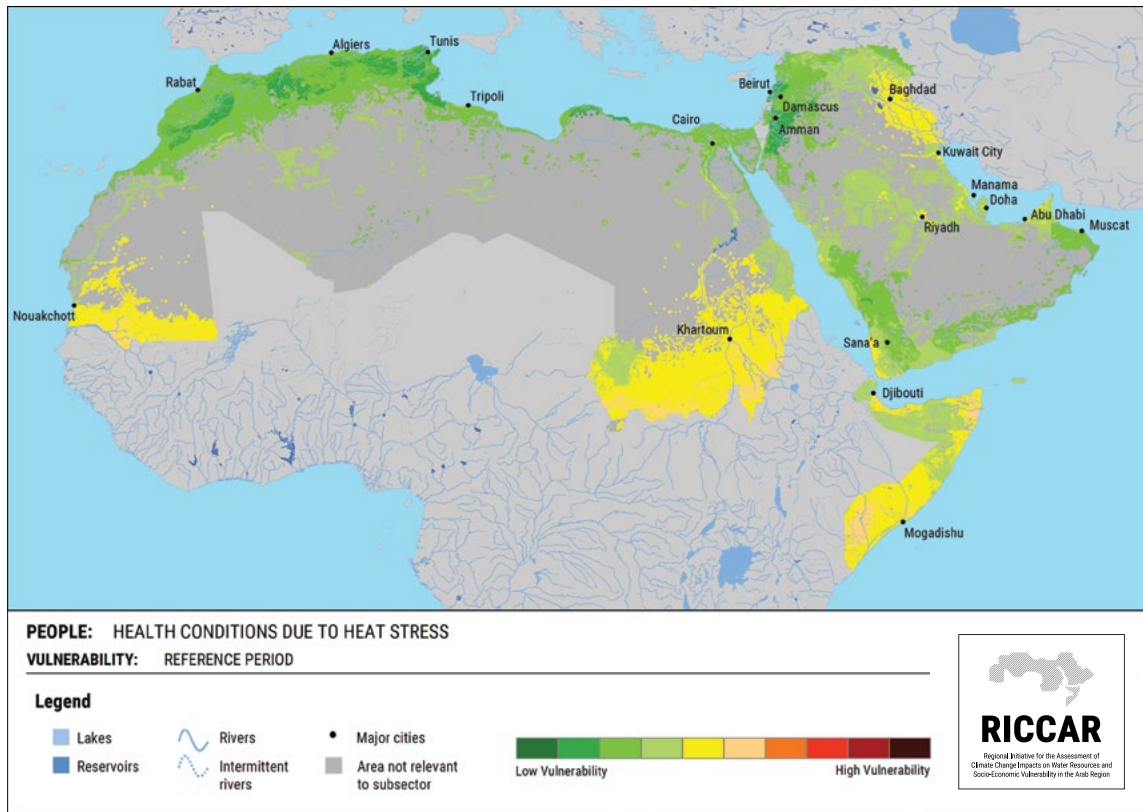 Algiers
Tunis
Rabat
Tripoli
Beirut
Baghdad
Damascus
Cairo
Amman
Kuwait City
Manama
Doha
Abu Dhabi
Muscat
Riyadh
Nouakchott
Khartoum
Sana'a
Djibouti
Mogadishu
PEOPLE: HEALTH CONDITIONS DUE TO HEAT STRESS
VULNERABILITY: REFERENCE PERIOD
Legend
Lakes
Rivers
Major cities
Reservoirs
Intermittent
rivers
Area not relevant
to subsector
Low Vulnerability
High Vulnerability
RICCAR
Regional Initiative for the Assessment of
Climate Change Impacts on Water Resources and
Socio-Economic Vulnerability in the Arab Region